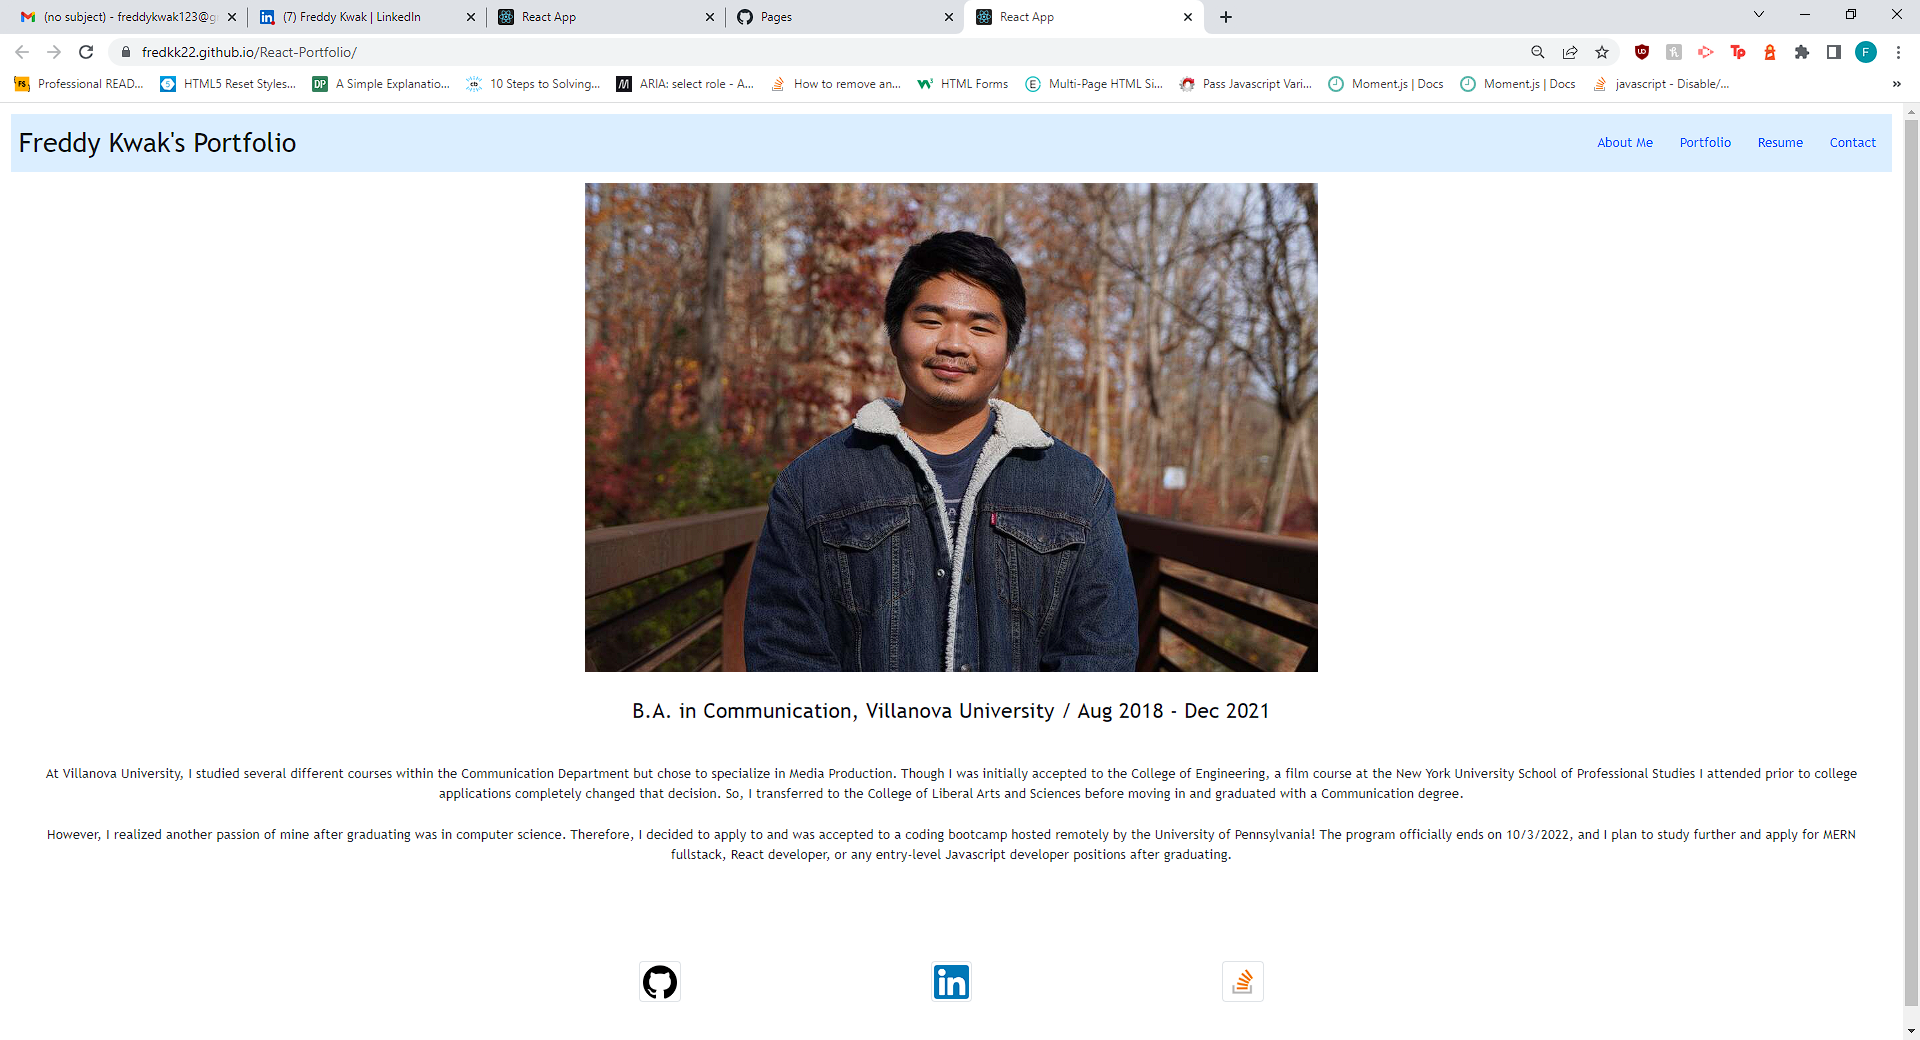 (no subject) - freddykwak123@g
(7) Freddy Kwak | LinkedIn
React App
Pages
React App
fredkk22.github.io/React-Portfolio/
F
Professional READ...
HTML5 Reset Styles...
A Simple Explanatio...
10 Steps to Solving...
ARIA: select role - A...
How to remove an...
HTML Forms
Multi-Page HTML Si...
Pass Javascript Vari...
Moment.js | Docs
Moment.js | Docs
javascript - Disable/...
Freddy Kwak's Portfolio
About Me
Portfolio
Resume
Contact
B.A. in Communication, Villanova University / Aug 2018 - Dec 2021
At Villanova University, I studied several different courses within the Communication Department but chose to specialize in Media Production. Though I was initially accepted to the College of Engineering, a film course at the New York University School of Professional Studies I attended prior to college
applications completely changed that decision. So, I transferred to the College of Liberal Arts and Sciences before moving in and graduated with a Communication degree.
However, I realized another passion of mine after graduating was in computer science. Therefore, I decided to apply to and was accepted to a coding bootcamp hosted remotely by the University of Pennsylvania! The program officially ends on 10/3/2022, and I plan to study further and apply for MERN
fullstack, React developer, or any entry-level Javascript developer positions after graduating.
in